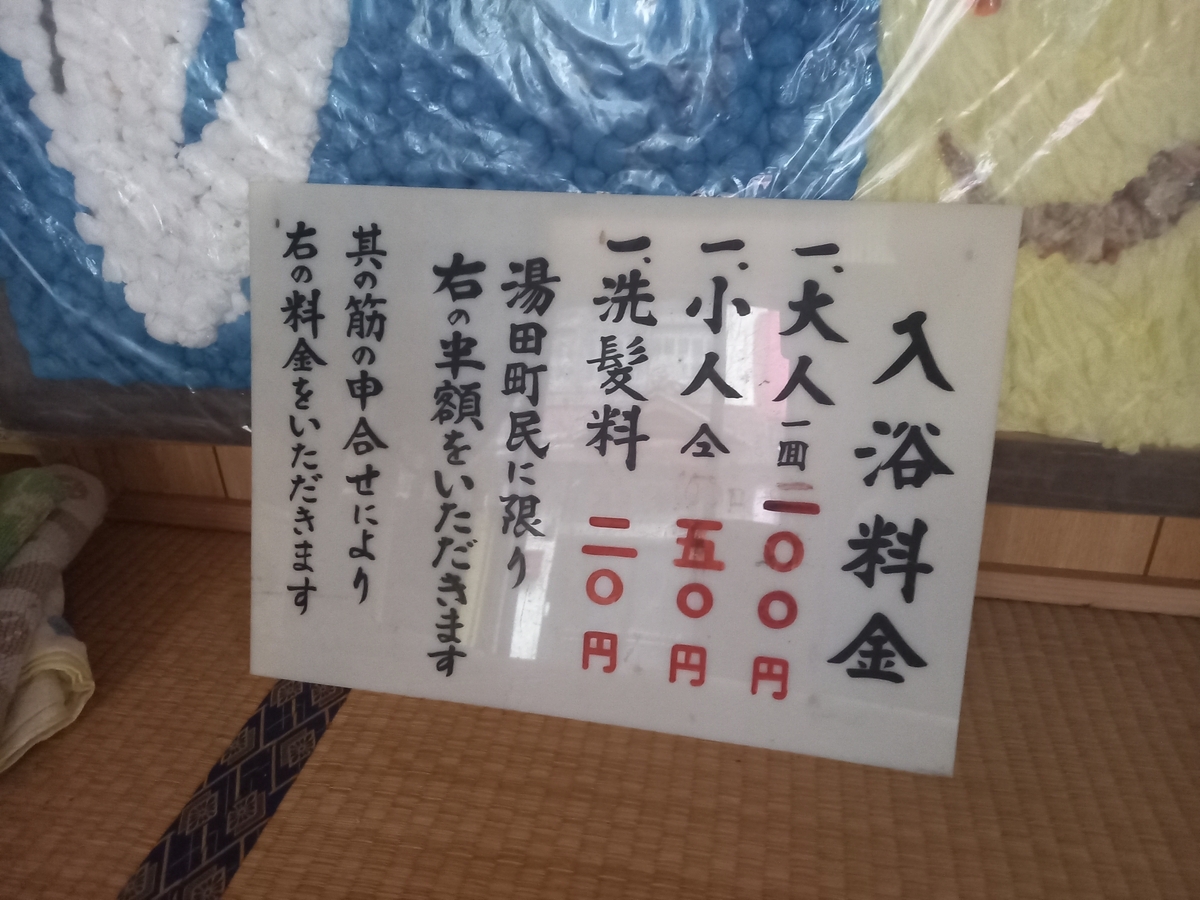 入浴料金
一、大人 一回 二〇〇円
一、小人 仝 五〇円
一、洗髪料 二〇円
湯田町民に限り
右の半額をいただきます
其の筋の申合せにより
右の料金をいただきます